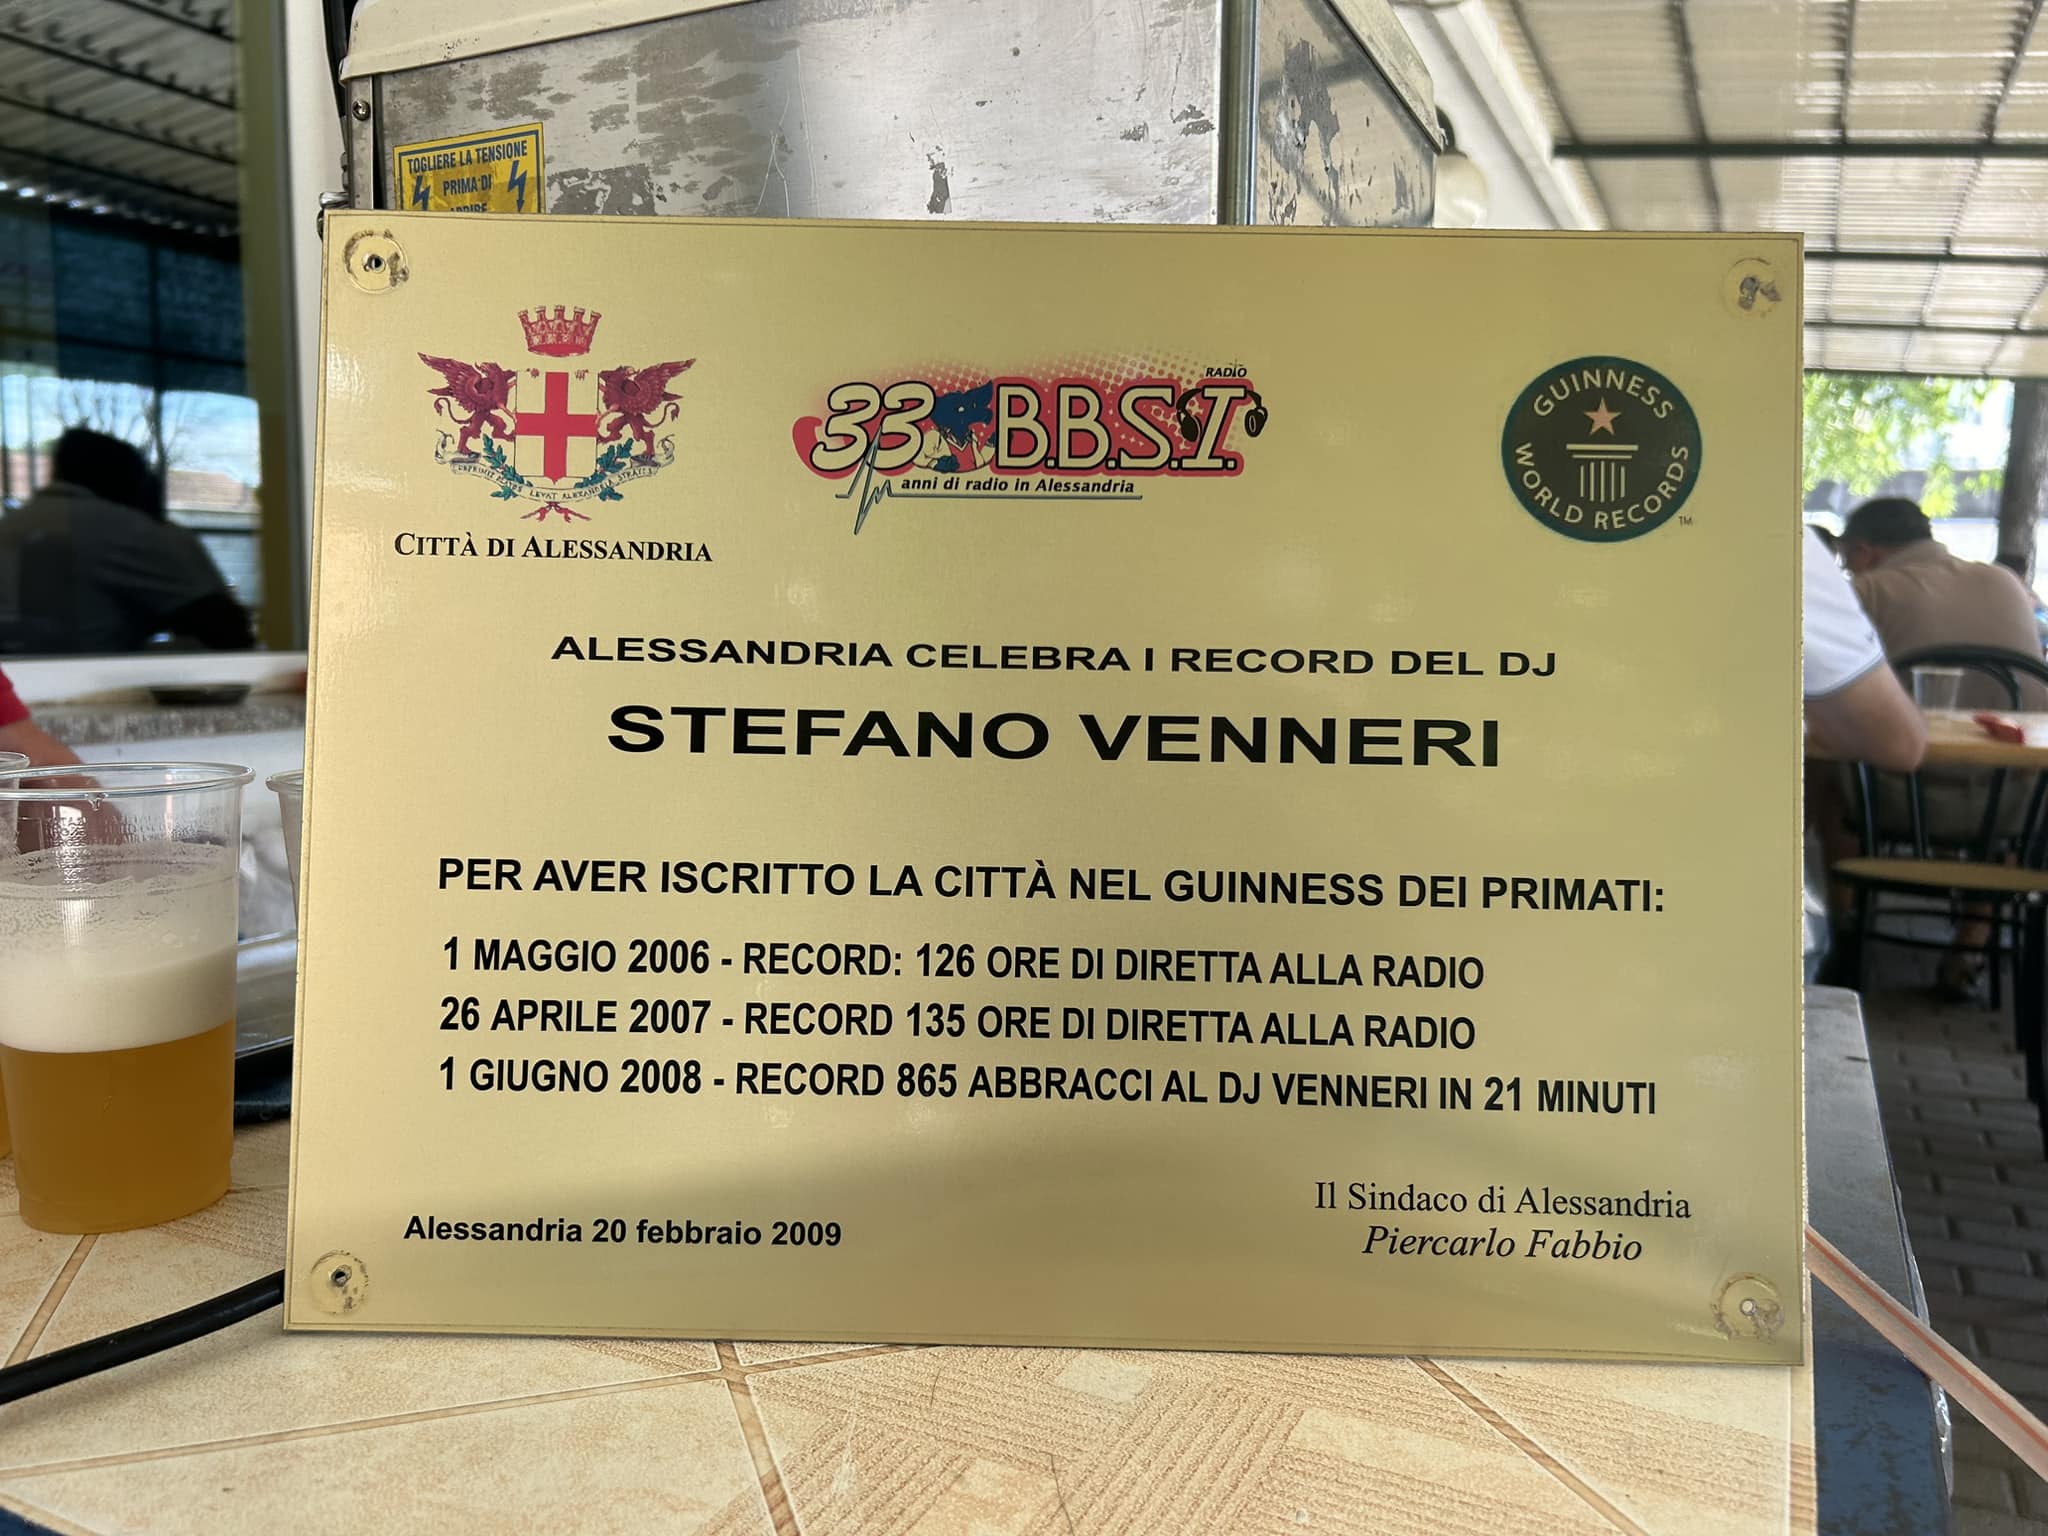 TOGLIERE LA TENSIONE
PRIMA DI
CITTÀ DI ALESSANDRIA
RADIO
33 B.B.S.I.
anni di radio in Alessandria
GUINNESS
WORLD RECORDS
TM
ALESSANDRIA CELEBRA I RECORD DEL DJ
STEFANO VENNERI
PER AVER ISCRITTO LA CITTÀ NEL GUINNESS DEI PRIMATI:
1 MAGGIO 2006 - RECORD: 126 ORE DI DIRETTA ALLA RADIO
26 APRILE 2007 - RECORD 135 ORE DI DIRETTA ALLA RADIO
1 GIUGNO 2008 - RECORD 865 ABBRACCI AL DJ VENNERI IN 21 MINUTI
Il Sindaco di Alessandria
Piercarlo Fabbio
Alessandria 20 febbraio 2009